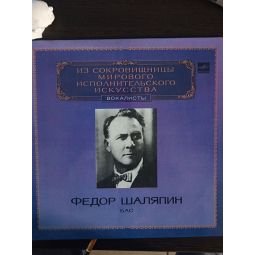 ИЗ СОКРОВИЩНИЦЫ
МИРОВОГО
ИСПОЛНИТЕЛЬСКОГО
ИСКУССТВА
ВОКАЛИСТЫ
ФЕДОР ШАЛЯПИН
БАС